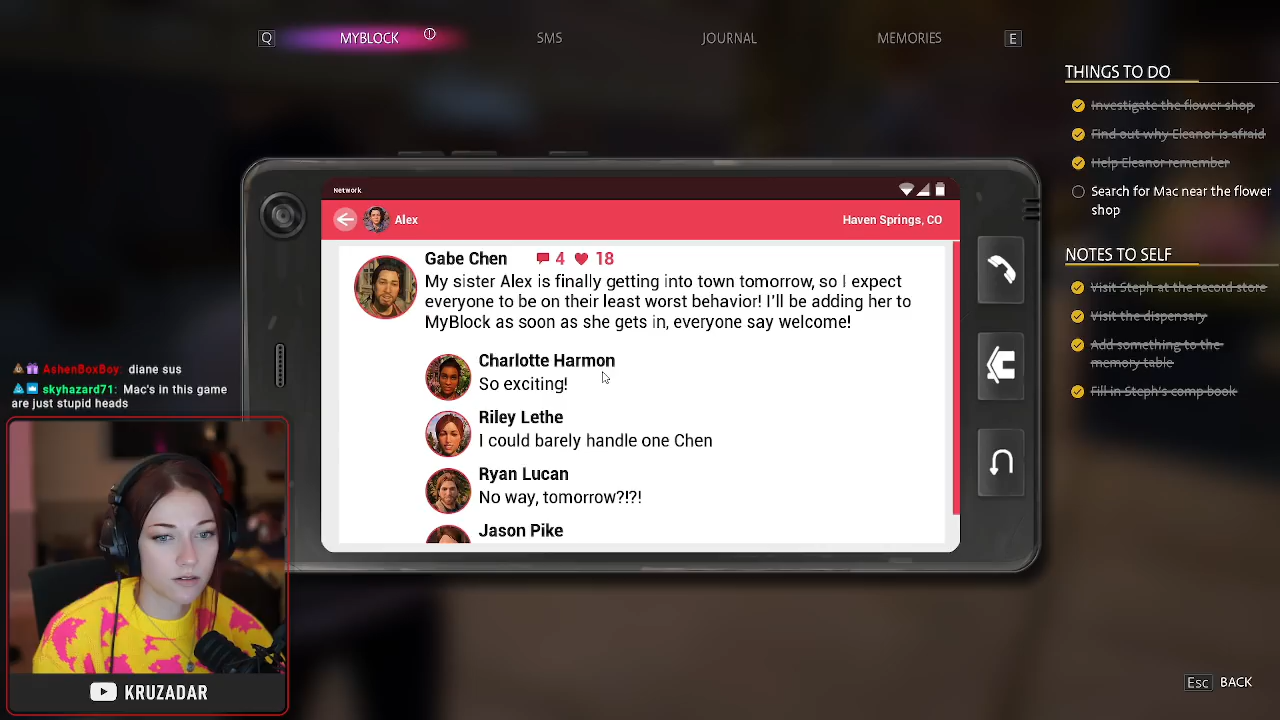 Q
MYBLOCK
SMS
JOURNAL
MEMORIES
E
THINGS TO DO
Investigate the flower shop
Find out why Eleanor is afraid
Help Eleanor remember
Search for Mac near the flower
shop
NOTES TO SELF
Visit Steph at the record store
Visit the dispensary
Add something to the
memory table
Fill in Steph's comp book
Network
Alex
Haven Springs, CO
Gabe Chen 4 18
My sister Alex is finally getting into town tomorrow, so I expect
everyone to be on their least worst behavior! I'll be adding her to
MyBlock as soon as she gets in, everyone say welcome!
Charlotte Harmon
So exciting!
Riley Lethe
I could barely handle one Chen
Ryan Lucan
No way, tomorrow?!?!
Jason Pike
AshenBoxBoy: diane sus
skyhazard71: Mac's in this game
are just stupid heads
KRUZADAR
Esc BACK